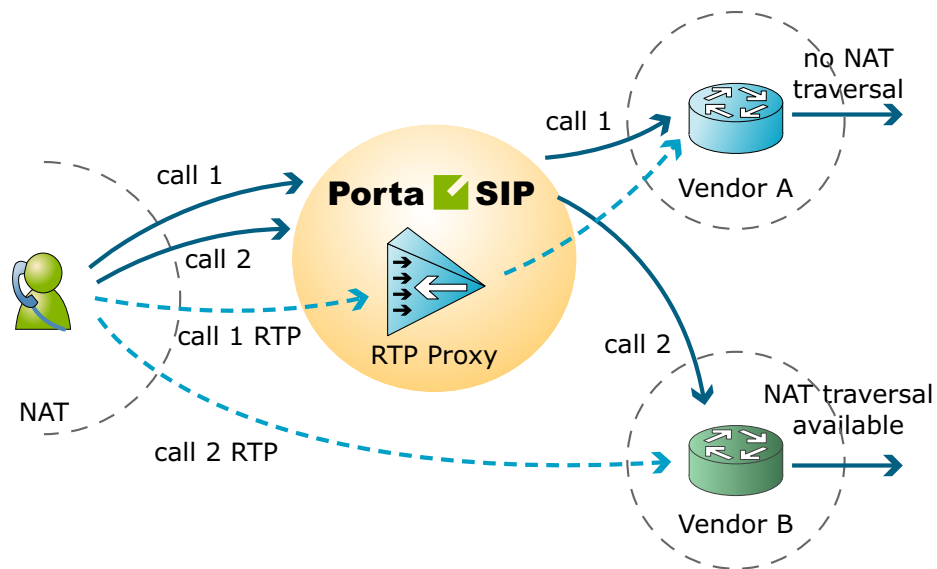 no NAT
traversal
call 1
Vendor A
call 1
Porta SIP
call 2
call 1 RTP
RTP Proxy
call 2
NAT
NAT traversal
available
call 2 RTP
Vendor B